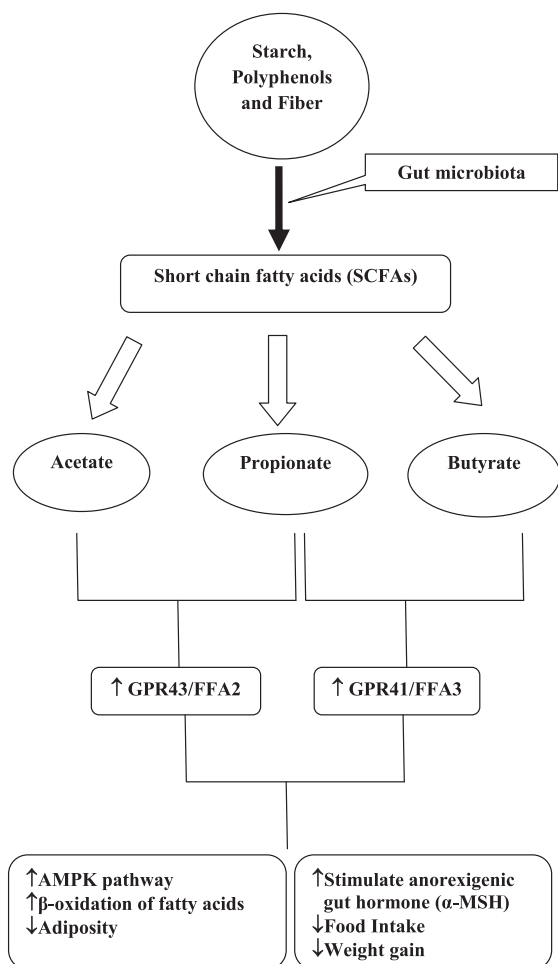 Starch,
Polyphenols
and Fiber
Gut microbiota
Short chain fatty acids (SCFAs)
Acetate
Propionate
Butyrate
↑ GPR43/FFA2
↑ GPR41/FFA3
↑AMPK pathway
↑β-oxidation of fatty acids
↓Adiposity
↑Stimulate anorexigenic
gut hormone (α-MSH)
↓Food Intake
↓Weight gain